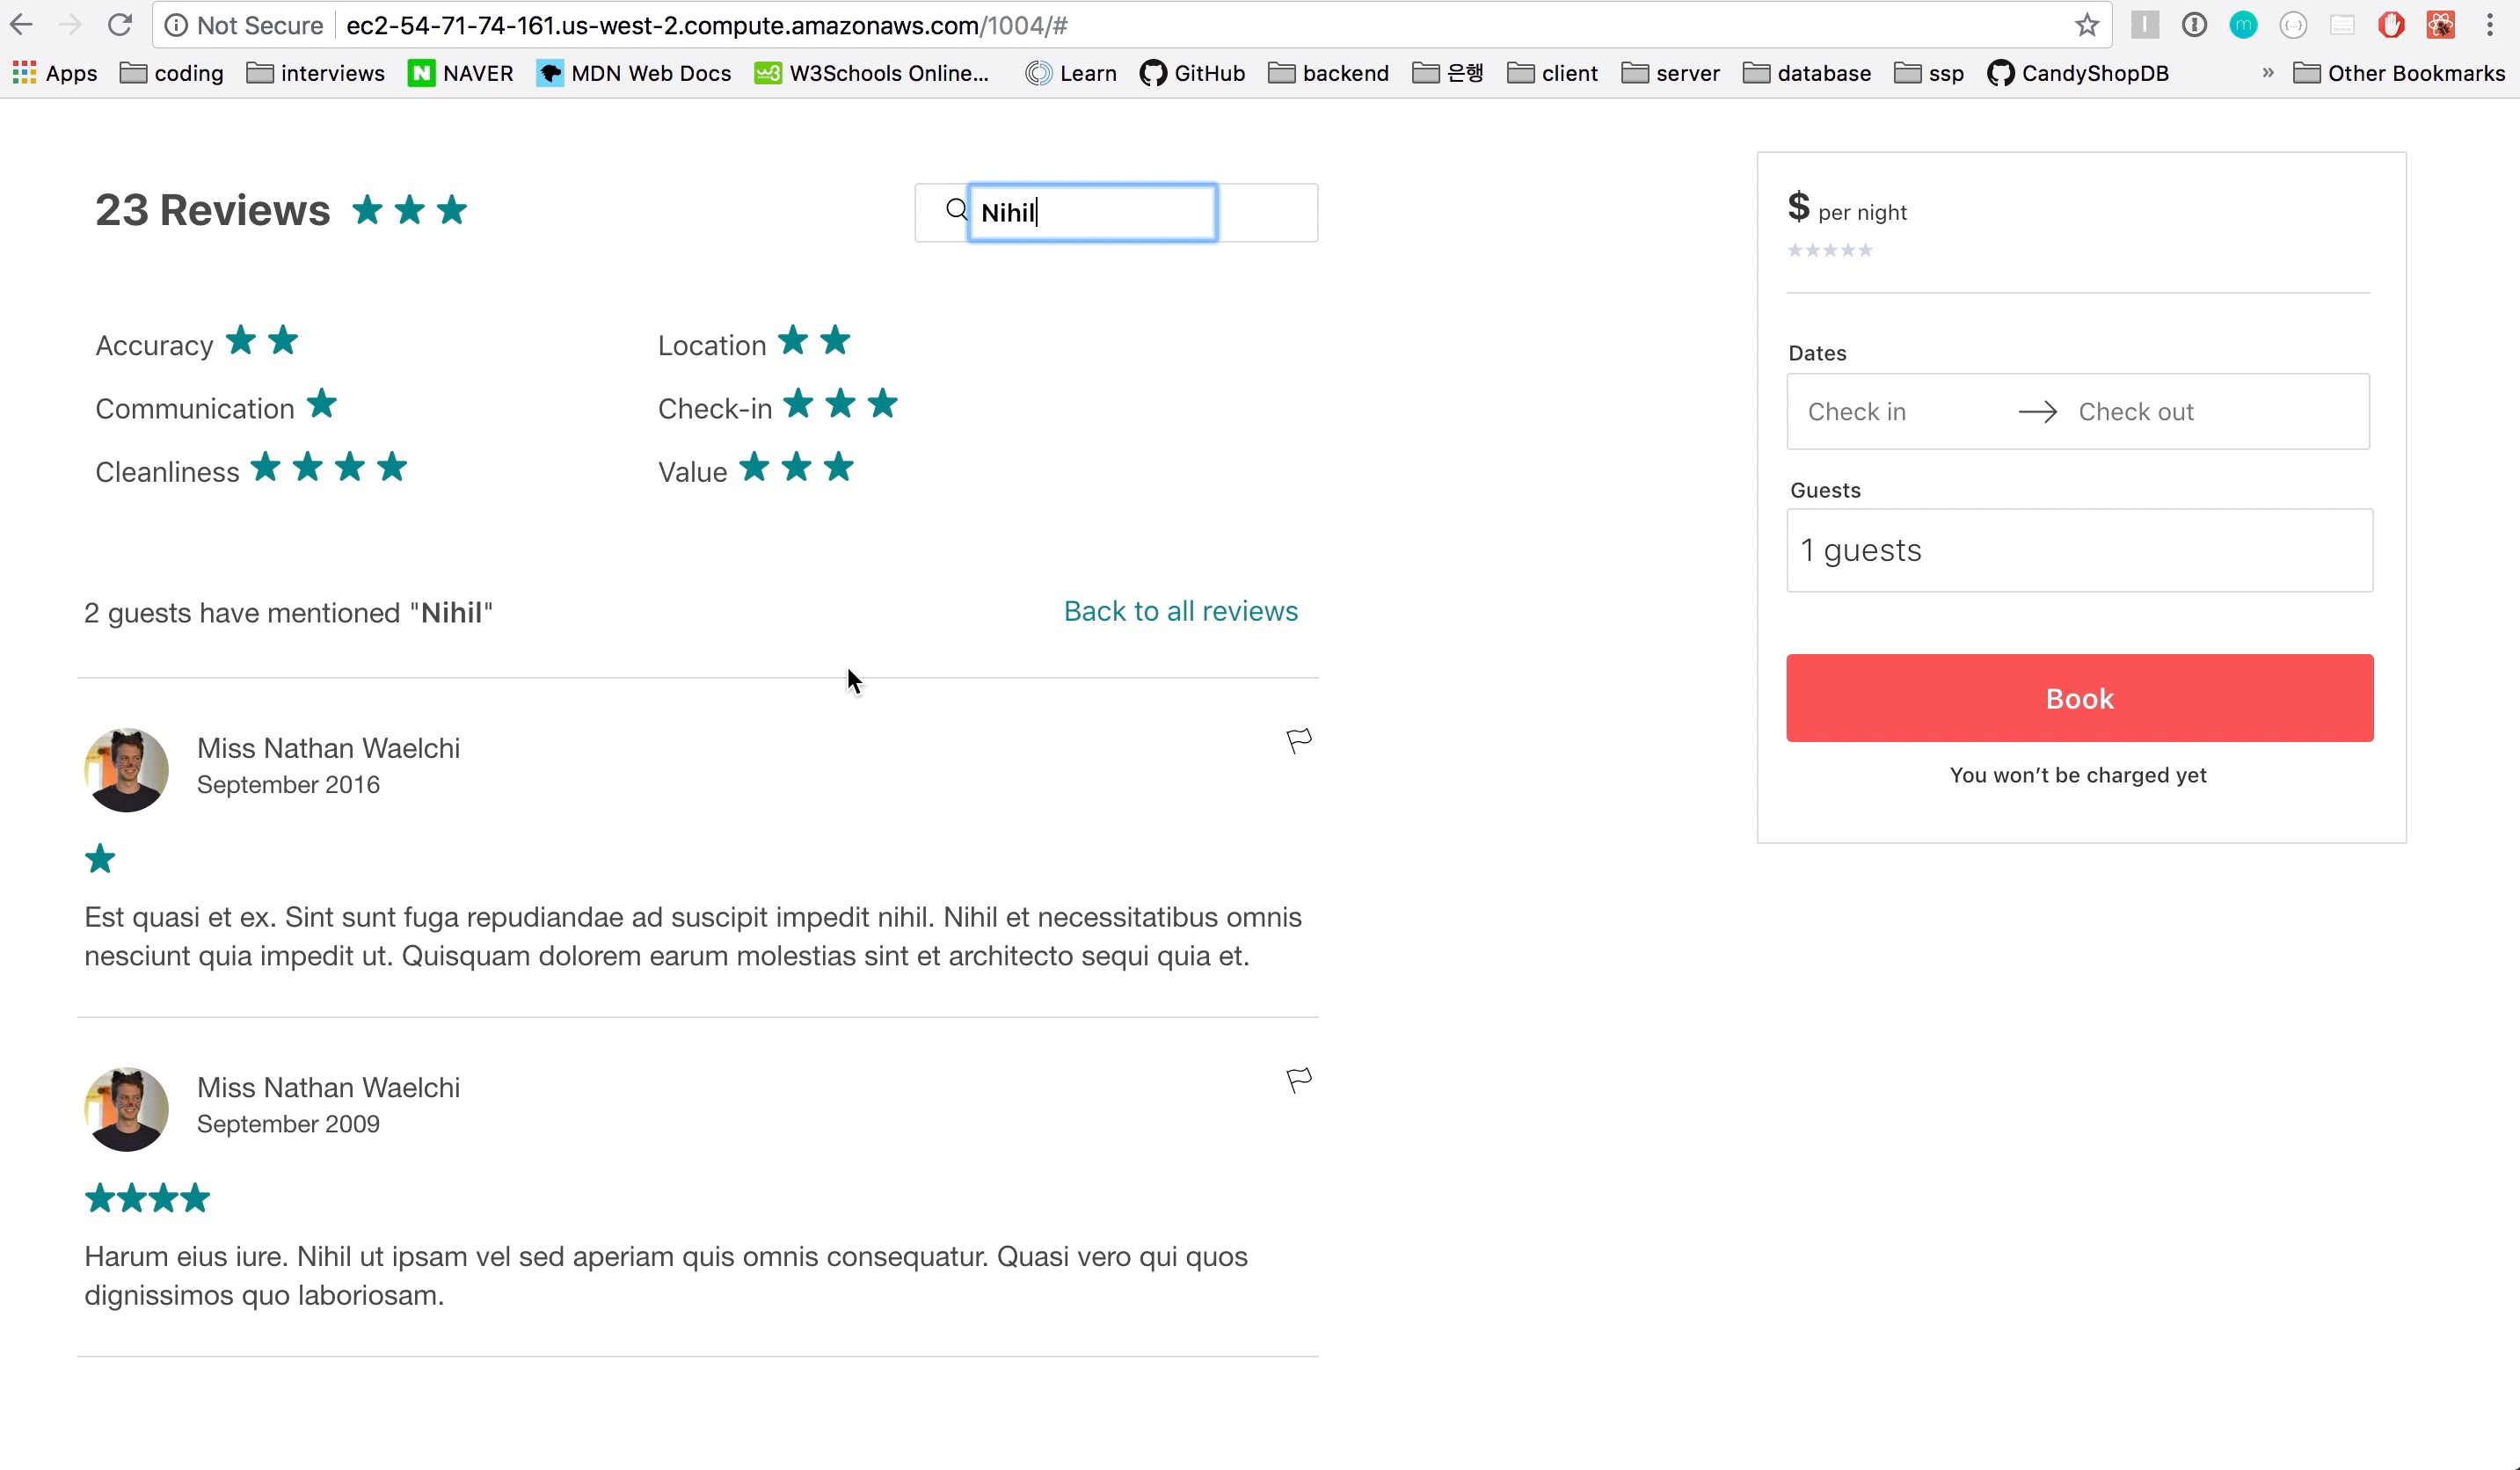 Not Secure ec2-54-71-74-161.us-west-2.compute.amazonaws.com/1004/#
Apps coding interviews NAVER MDN Web Docs W3Schools Online... Learn GitHub backend 은행 client server database ssp CandyShopDB » Other Bookmarks
23 Reviews
Nihil
Accuracy
Location
Communication
Check-in
Cleanliness
Value
2 guests have mentioned "Nihil"
Back to all reviews
Miss Nathan Waelchi
September 2016
Est quasi et ex. Sint sunt fuga repudiandae ad suscipit impedit nihil. Nihil et necessitatibus omnis
nesciunt quia impedit ut. Quisquam dolorem earum molestias sint et architecto sequi quia et.
Miss Nathan Waelchi
September 2009
Harum eius iure. Nihil ut ipsam vel sed aperiam quis omnis consequatur. Quasi vero qui quos
dignissimos quo laboriosam.
$ per night
Dates
Check in → Check out
Guests
1 guests
Book
You won’t be charged yet